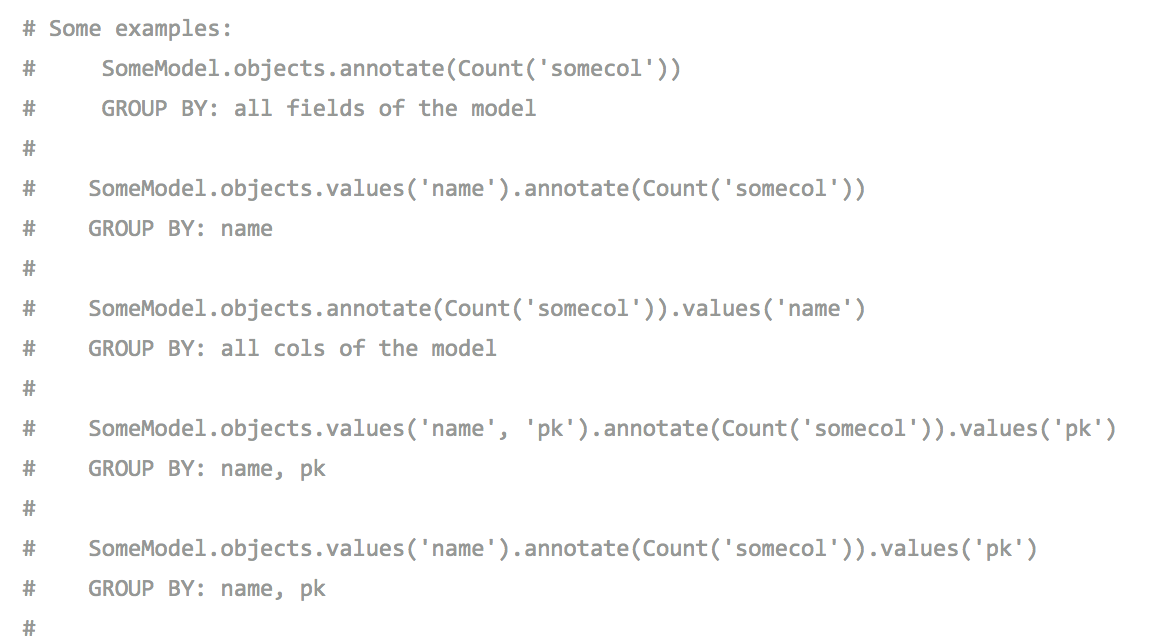 # Some examples:
#     SomeModel.objects.annotate(Count('somecol'))
#     GROUP BY: all fields of the model
#
#    SomeModel.objects.values('name').annotate(Count('somecol'))
#    GROUP BY: name
#
#    SomeModel.objects.annotate(Count('somecol')).values('name')
#    GROUP BY: all cols of the model
#
#    SomeModel.objects.values('name', 'pk').annotate(Count('somecol')).values('pk')
#    GROUP BY: name, pk
#
#    SomeModel.objects.values('name').annotate(Count('somecol')).values('pk')
#    GROUP BY: name, pk
#